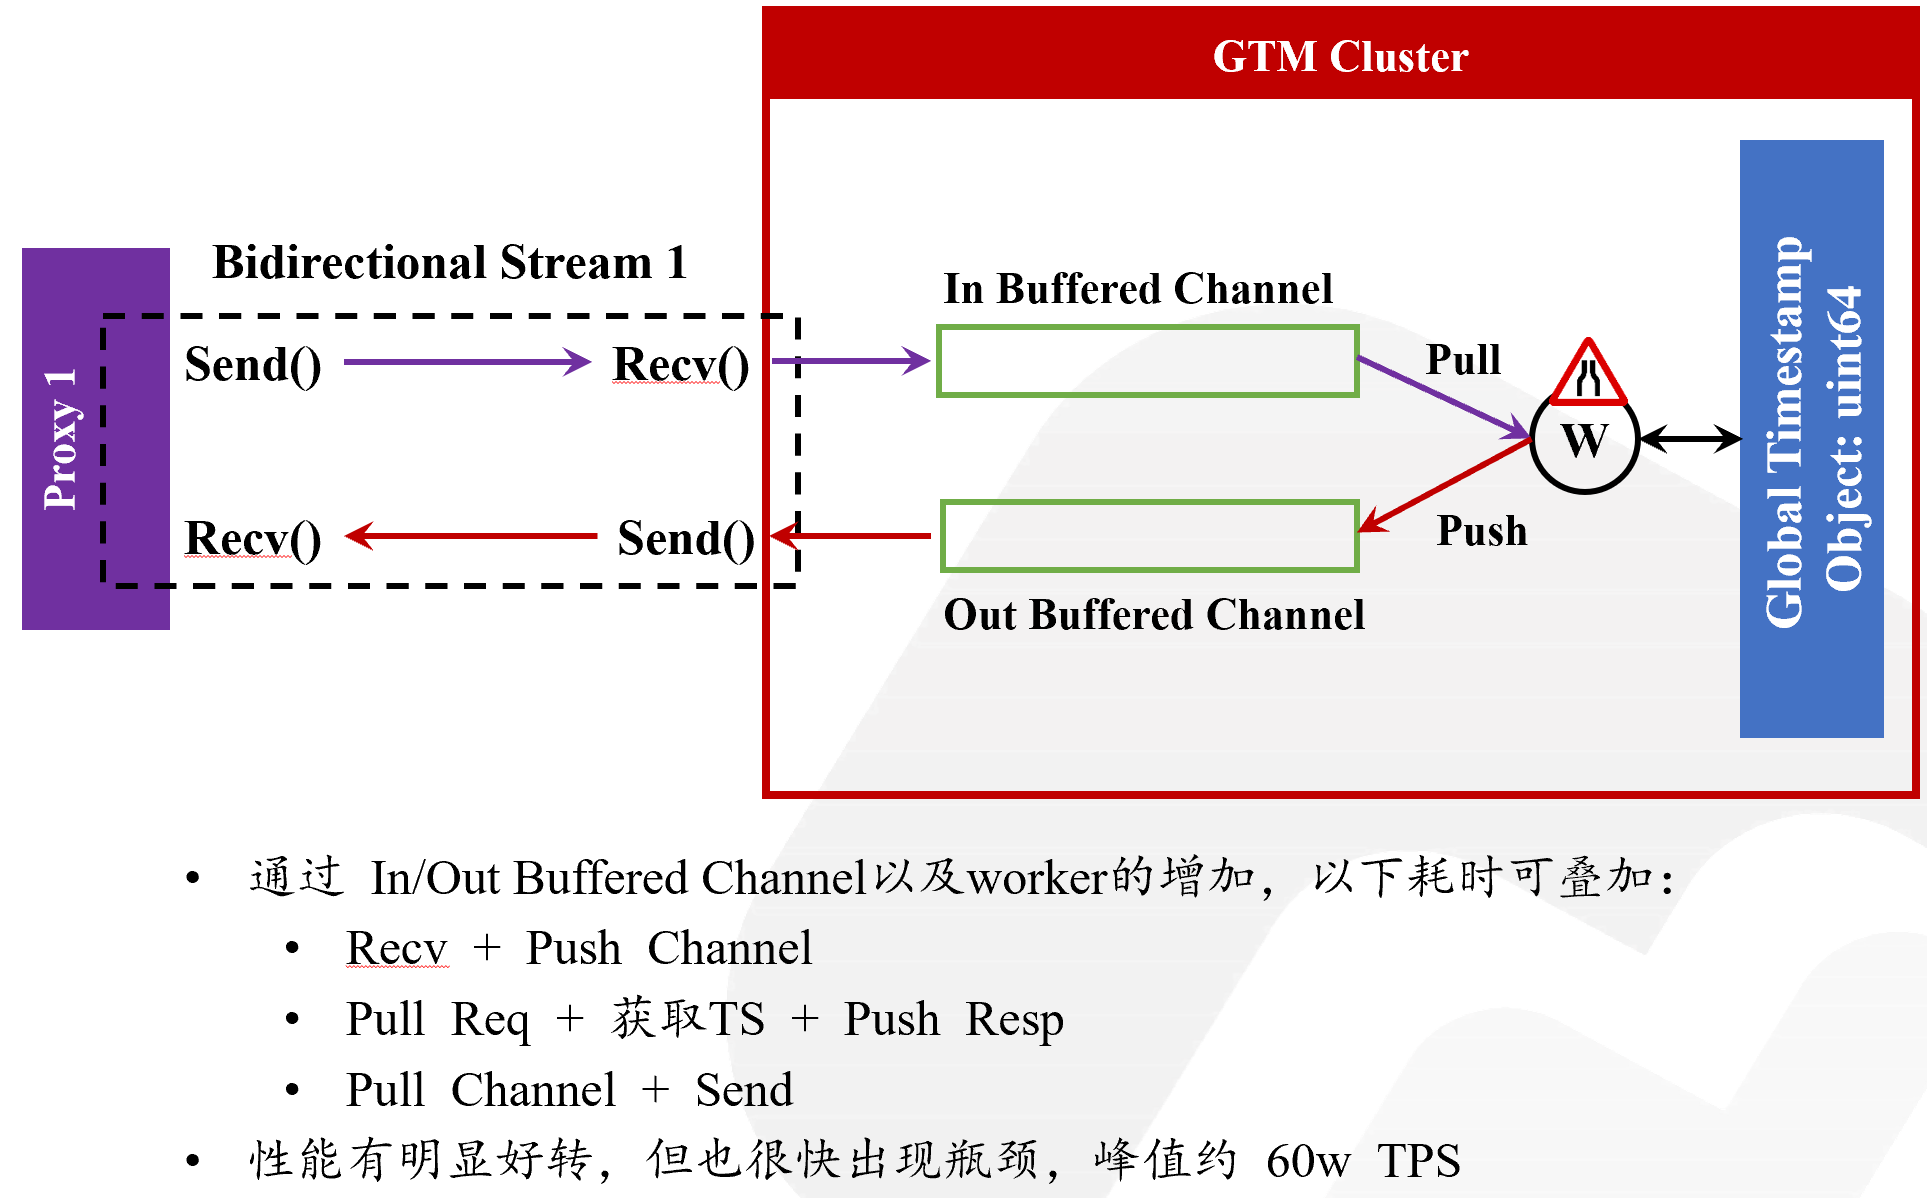 GTM Cluster
Bidirectional Stream 1
Proxy 1
Send()
Recv()
Recv()
Send()
In Buffered Channel
Out Buffered Channel
Pull
Push
W
Global Timestamp
Object: uint64
• 通过 In/Out Buffered Channel以及worker的增加，以下耗时可叠加：
• Recv + Push Channel
• Pull Req + 获取TS + Push Resp
• Pull Channel + Send
• 性能有明显好转，但也很快出现瓶颈，峰值约 60w TPS